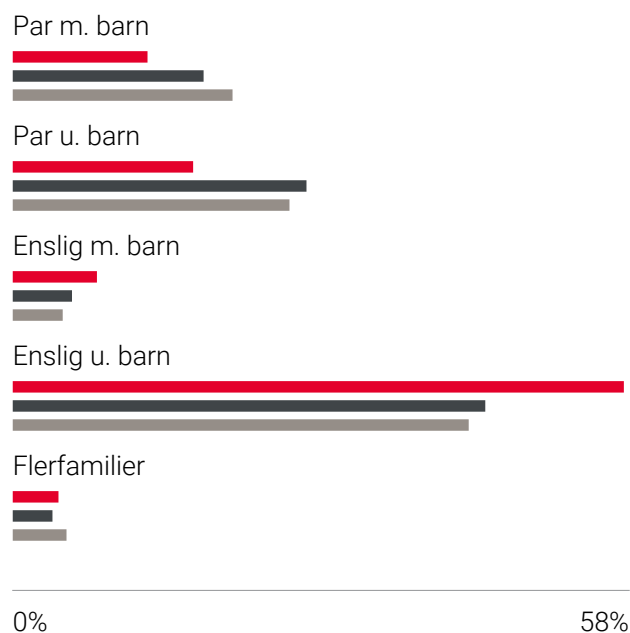 Par m. barn
Par u. barn
Enslig m. barn
Enslig u. barn
Flerfamilier
0% 58%